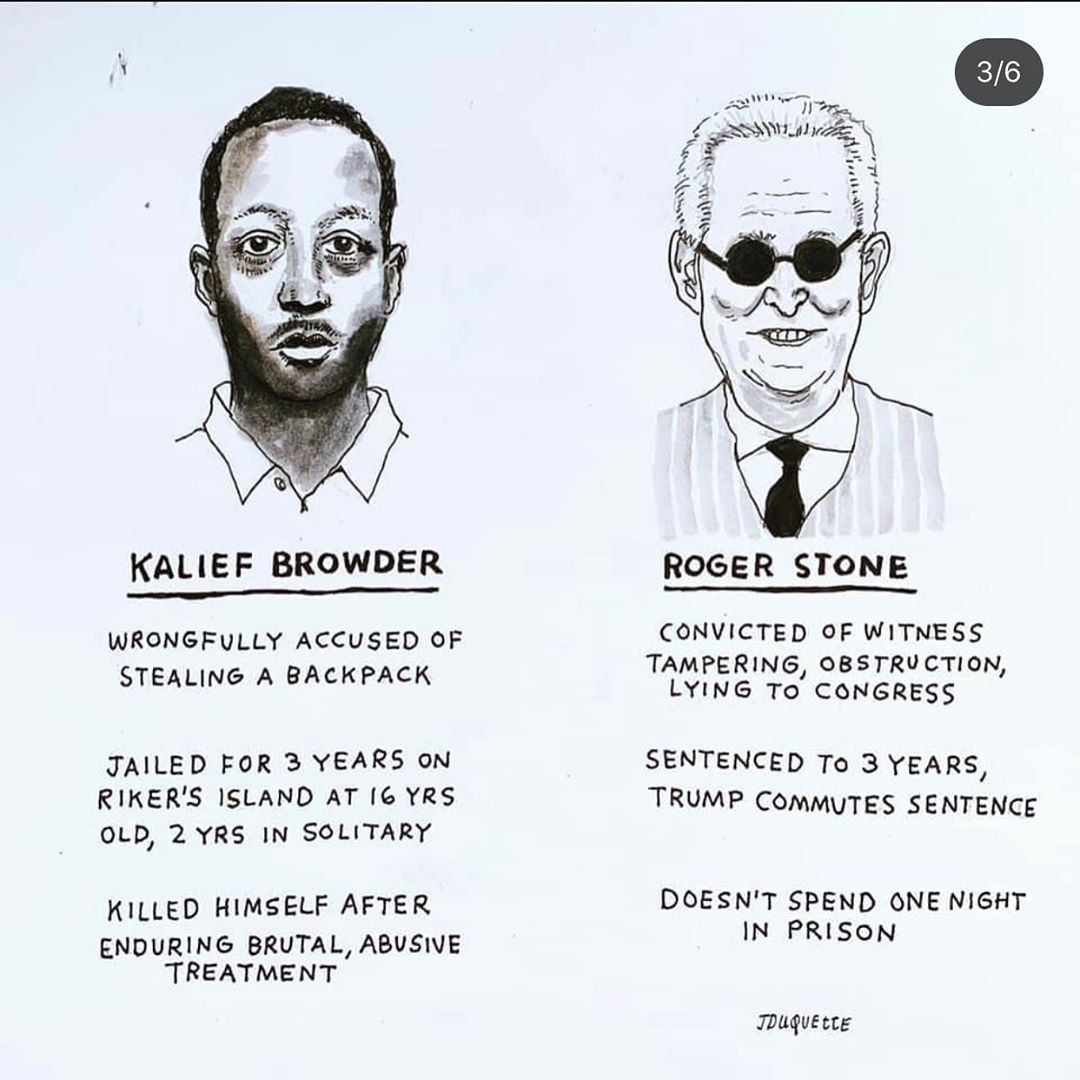 3/6
KALIEF BROWDER
WRONGFULLY ACCUSED OF
STEALING A BACKPACK
JAILED FOR 3 YEARS ON
RIKER'S ISLAND AT 16 YRS
OLD, 2 YRS IN SOLITARY
KILLED HIMSELF AFTER
ENDURING BRUTAL, ABUSIVE
TREATMENT
ROGER STONE
CONVICTED OF WITNESS
TAMPERING, OBSTRUCTION,
LYING TO CONGRESS
SENTENCED TO 3 YEARS,
TRUMP COMMUTES SENTENCE
DOESN'T SPEND ONE NIGHT
IN PRISON
JDUQUETTE